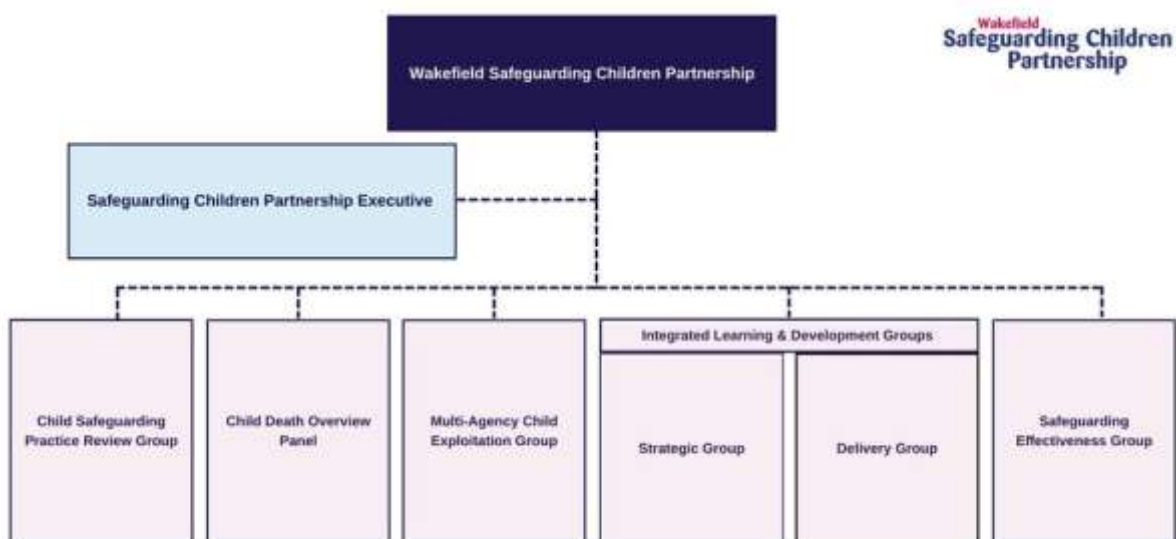 Wakefield
Safeguarding Children
Partnership
Wakefield Safeguarding Children Partnership
Safeguarding Children Partnership Executive
Child Safeguarding
Practice Review Group
Child Death Overview
Panel
Multi-Agency Child
Exploitation Group
Integrated Learning & Development Groups
Strategic Group
Delivery Group
Safeguarding
Effectiveness Group